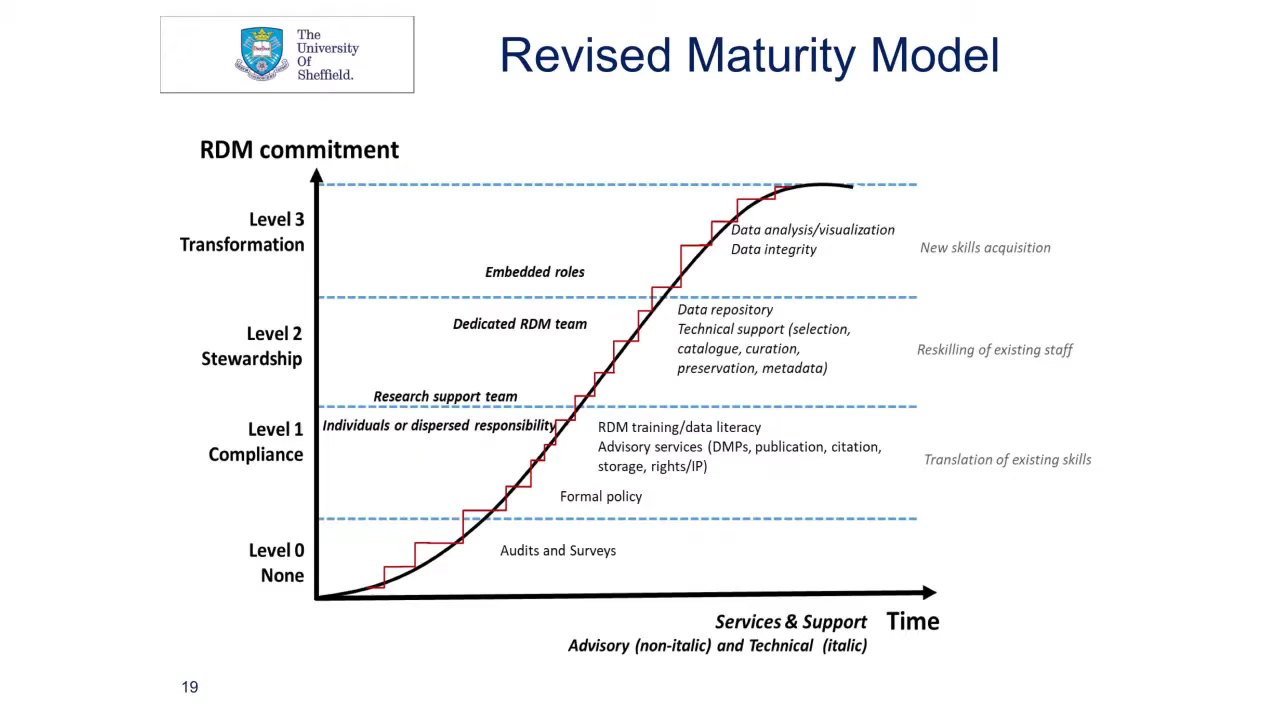 The
University
Of
Sheffield.
Revised Maturity Model
RDM commitment
Level 3
Transformation
Data analysis/visualization
Data integrity
New skills acquisition
Embedded roles
Level 2
Stewardship
Dedicated RDM team
Data repository
Technical support (selection,
catalogue, curation,
preservation, metadata)
Reskilling of existing staff
Research support team
Level 1
Compliance
Individuals or dispersed responsibility
RDM training/data literacy
Advisory services (DMPs, publication, citation,
storage, rights/IP)
Translation of existing skills
Formal policy
Level 0
None
Audits and Surveys
Services & Support
Advisory (non-italic) and Technical (italic)
Time
19